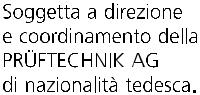 Soggetta a direzione
e coordinamento della
PRÜFTECHNIK AG
di nazionalità tedesca.